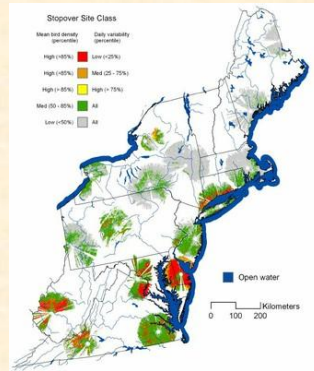 Stopover Site Class
Mean bird density Daily variability
(percentile) (percentile)
High (>85%) Low (<25%)
High (>85%) Med (25 - 75%)
High (>85%) High (> 75%)
Med (50 - 85%) All
Low (<50%) All
Open water
Kilometers
0 100 200